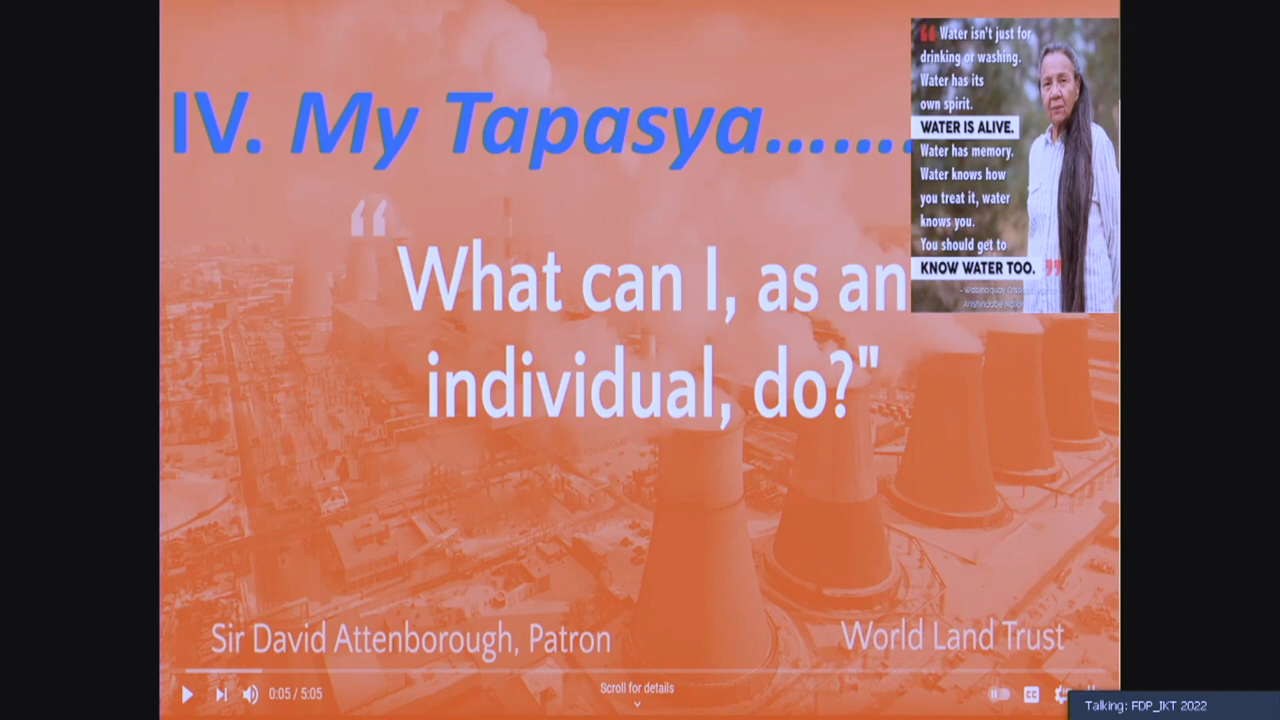 IV. My Tapasya.......
“
What can I, as an
individual, do?"
Sir David Attenborough, Patron
World Land Trust
0:05 / 5:05
Scroll for details
CC
“ Water isn't just for
drinking or washing.
Water has its
own spirit.
WATER IS ALIVE.
Water has memory.
Water knows how
you treat it, water
knows you.
You should get to
KNOW WATER TOO. ”
Talking: FDP_IKT 2022